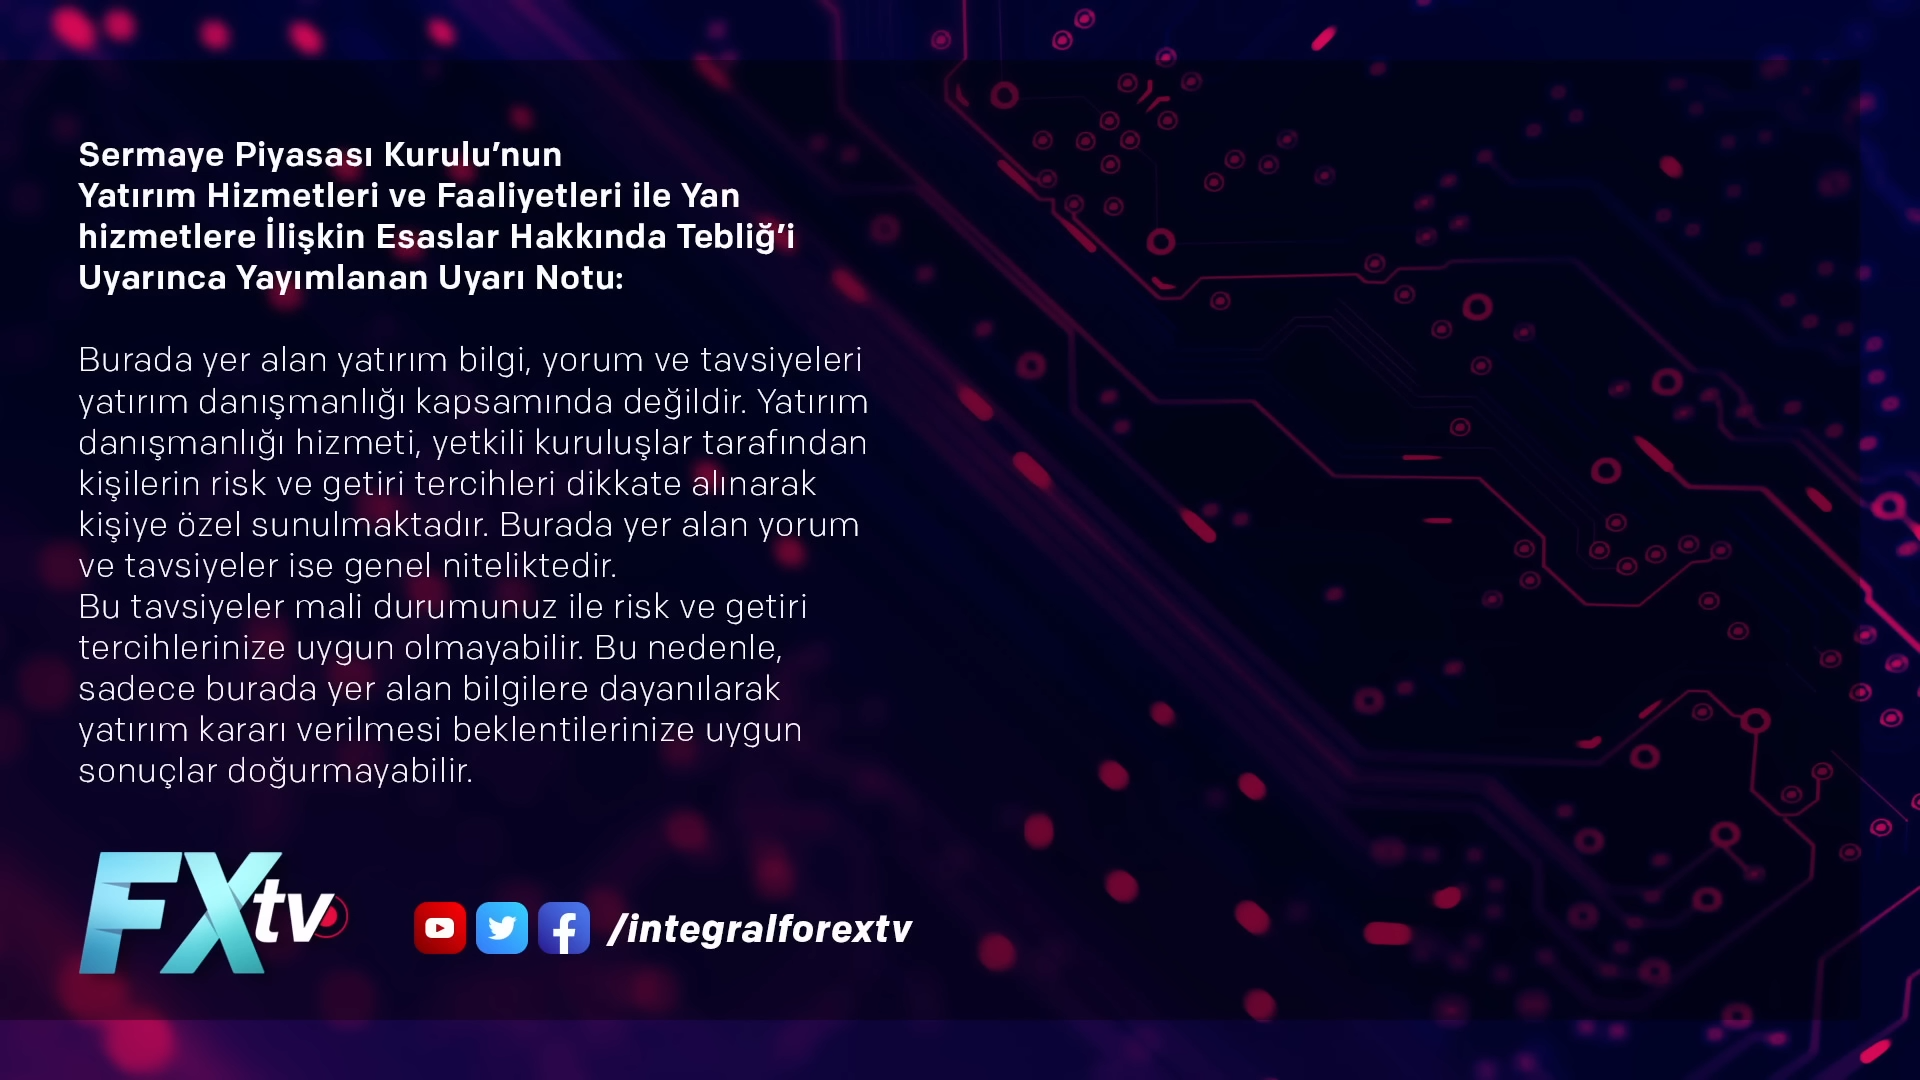 Sermaye Piyasası Kurulu’nun
Yatırım Hizmetleri ve Faaliyetleri ile Yan
hizmetlere İlişkin Esaslar Hakkında Tebliğ’i
Uyarınca Yayımlanan Uyarı Notu:
Burada yer alan yatırım bilgi, yorum ve tavsiyeleri
yatırım danışmanlığı kapsamında değildir. Yatırım
danışmanlığı hizmeti, yetkili kuruluşlar tarafından
kişilerin risk ve getiri tercihleri dikkate alınarak
kişiye özel sunulmaktadır. Burada yer alan yorum
ve tavsiyeler ise genel niteliktedir.
Bu tavsiyeler mali durumunuz ile risk ve getiri
tercihlerinize uygun olmayabilir. Bu nedenle,
sadece burada yer alan bilgilere dayanılarak
yatırım kararı verilmesi beklentilerinize uygun
sonuçlar doğurmayabilir.
FXtv
/integralforextv